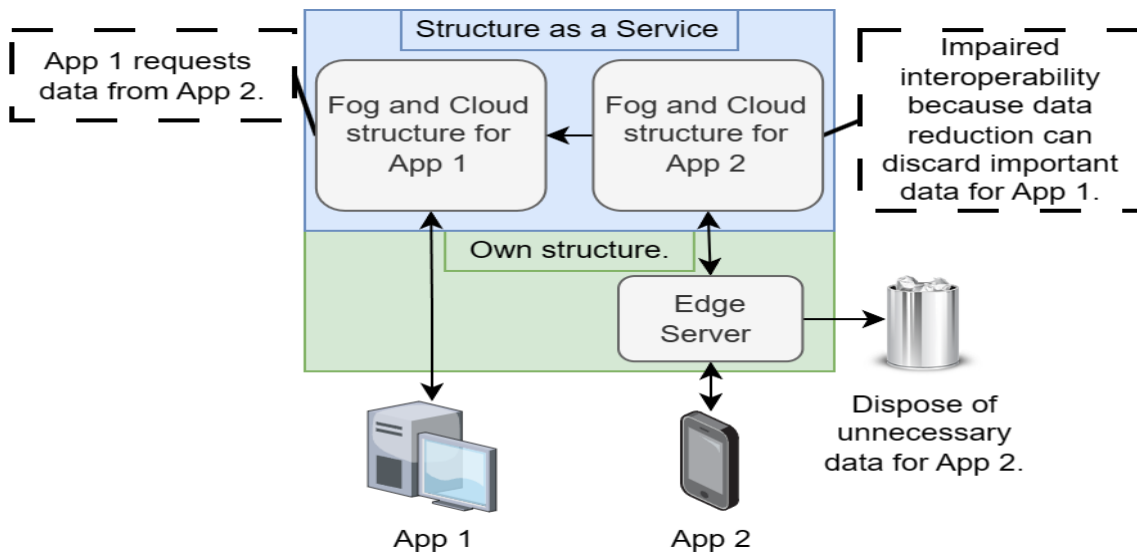 Structure as a Service
App 1 requests
data from App 2.
Fog and Cloud
structure for
App 1
Fog and Cloud
structure for
App 2
Impaired
interoperability
because data
reduction can
discard important
data for App 1.
Own structure.
Edge
Server
Dispose of
unnecessary
data for App 2.
App 1
App 2